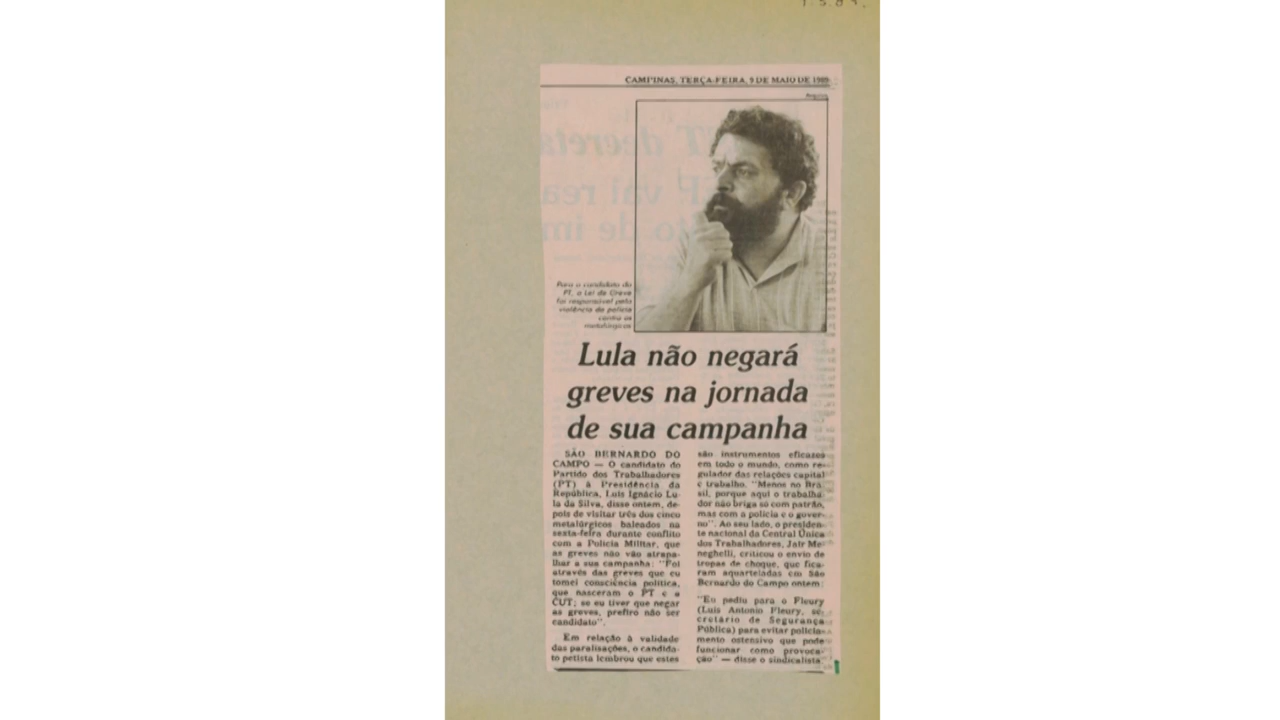 CAMPINAS, TERÇA-FEIRA, 9 DE MAIO DE 1989
Arquivo
Para o candidato do
PT, a Lei de Greve
foi responsável pela
violência da polícia
contra os
metalúrgicos
Lula não negará
greves na jornada
de sua campanha
SÃO BERNARDO DO
CAMPO — O candidato do
Partido dos Trabalhadores
(PT) à Presidência da
República, Luis Ignácio Lu-
la da Silva, disse ontem, de-
pois de visitar três dos cinco
metalúrgicos baleados na
sexta-feira durante conflito
com a Polícia Militar, que
as greves não vão atrapa-
lhar a sua campanha: "Foi
através das greves que eu
tomei consciência política,
que nasceram o PT e a
CUT; se eu tiver que negar
as greves, prefiro não ser
candidato".
Em relação à validade
das paralisações, o candida-
to petista lembrou que estes
são instrumentos eficazes
em todo o mundo, como re-
gulador das relações capital
e trabalho. "Menos no Bra-
sil, porque aqui o trabalha-
dor não briga só com patrão,
mas com a polícia e o gover-
no". Ao seu lado, o presiden-
te nacional da Central Única
dos Trabalhadores, Jair Me-
neghelli, criticou o envio de
tropas de choque, que fica-
ram aquarteladas em São
Bernardo do Campo ontem:
"Eu pediu para o Fleury
(Luis Antonio Fleury, se-
cretário de Segurança
Pública) para evitar policia-
mento ostensivo que pode
funcionar como provoca-
ção" — disse o sindicalista.